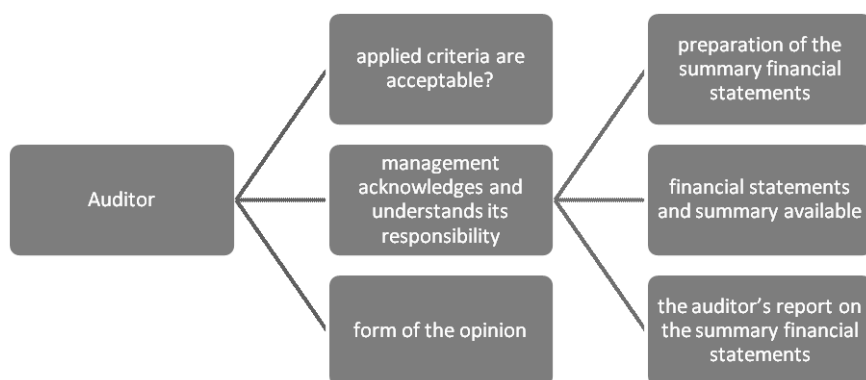 Auditor
applied criteria are
acceptable?
management
acknowledges and
understands its
responsibility
form of the opinion
preparation of the
summary financial
statements
financial statements
and summary available
the auditor's report on
the summary financial
statements